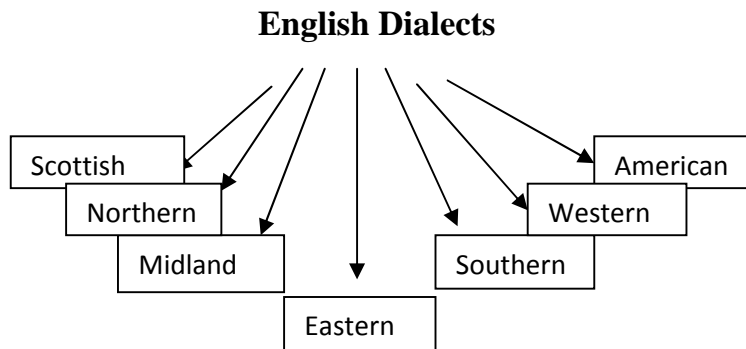 English Dialects
Scottish
American
Northern
Western
Midland
Southern
Eastern